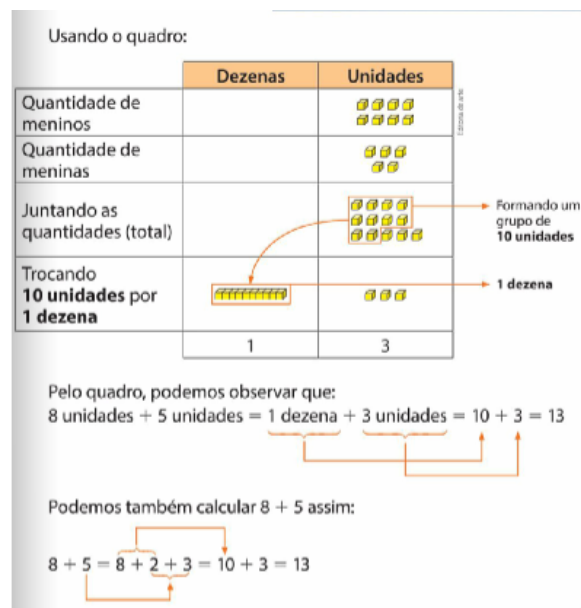 Usando o quadro:
Dezenas Unidades
Quantidade de
meninos
Quantidade de
meninas
Juntando as
quantidades (total)
Formando um
grupo de
10 unidades
Trocando
10 unidades por
1 dezena
1 dezena
1 3
Pelo quadro, podemos observar que:
8 unidades + 5 unidades = 1 dezena + 3 unidades = 10 + 3 = 13
Podemos também calcular 8 + 5 assim:
8 + 5 = 8 + 2 + 3 = 10 + 3 = 13